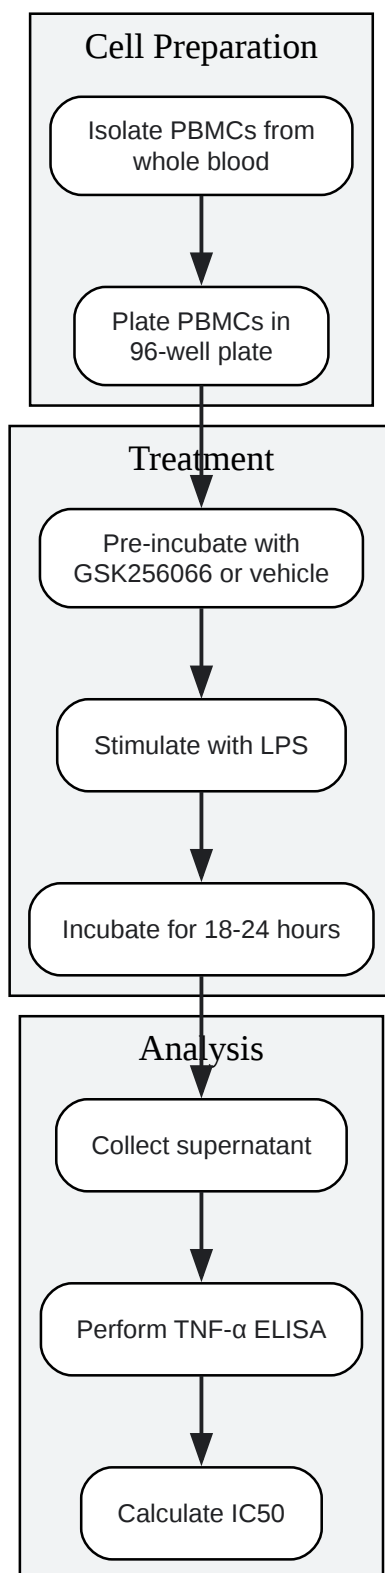 Cell Preparation
Isolate PBMCs from
whole blood
Plate PBMCs in
96-well plate
Treatment
Pre-incubate with
GSK256066 or vehicle
Stimulate with LPS
Incubate for 18-24 hours
Analysis
Collect supernatant
Perform TNF-α ELISA
Calculate IC50